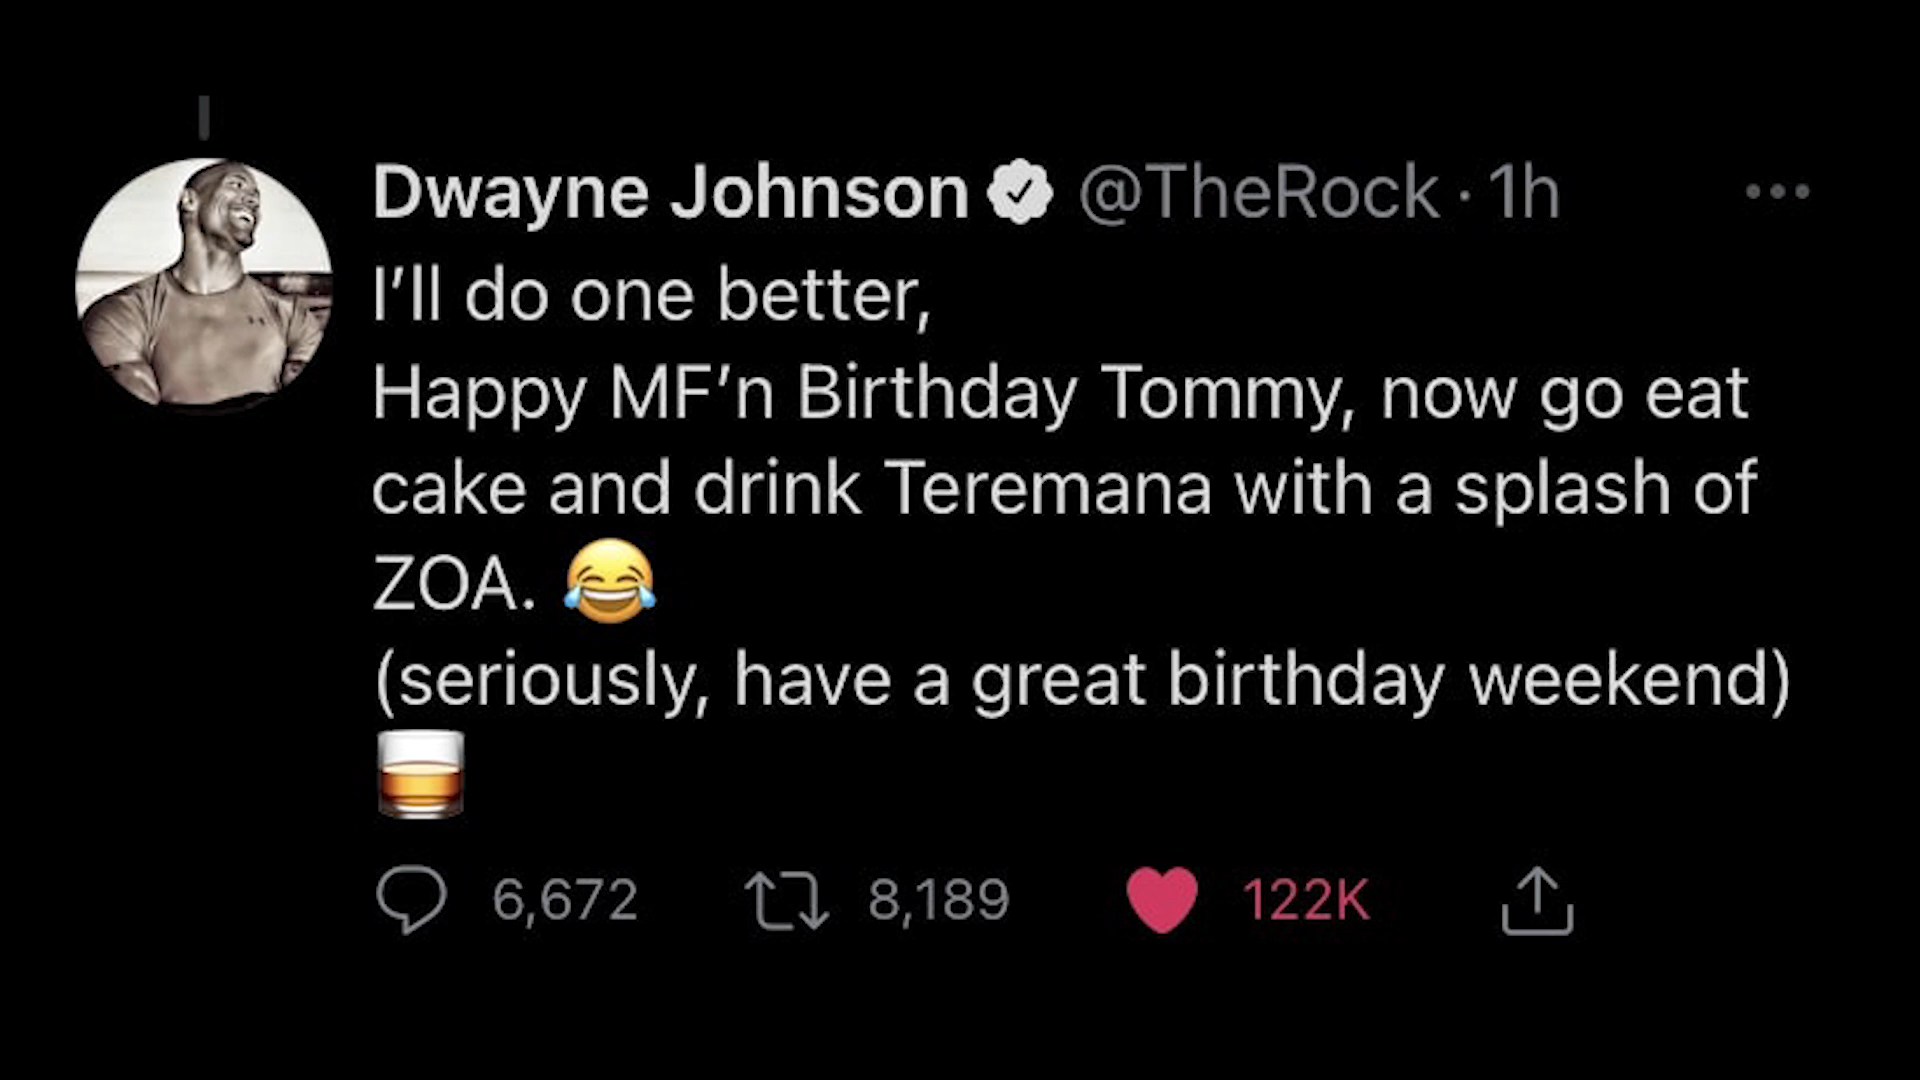 Dwayne Johnson @TheRock · 1h
I’ll do one better,
Happy MF’n Birthday Tommy, now go eat
cake and drink Teremana with a splash of
ZOA. 😂
(seriously, have a great birthday weekend)
🥃
6,672 8,189 122K